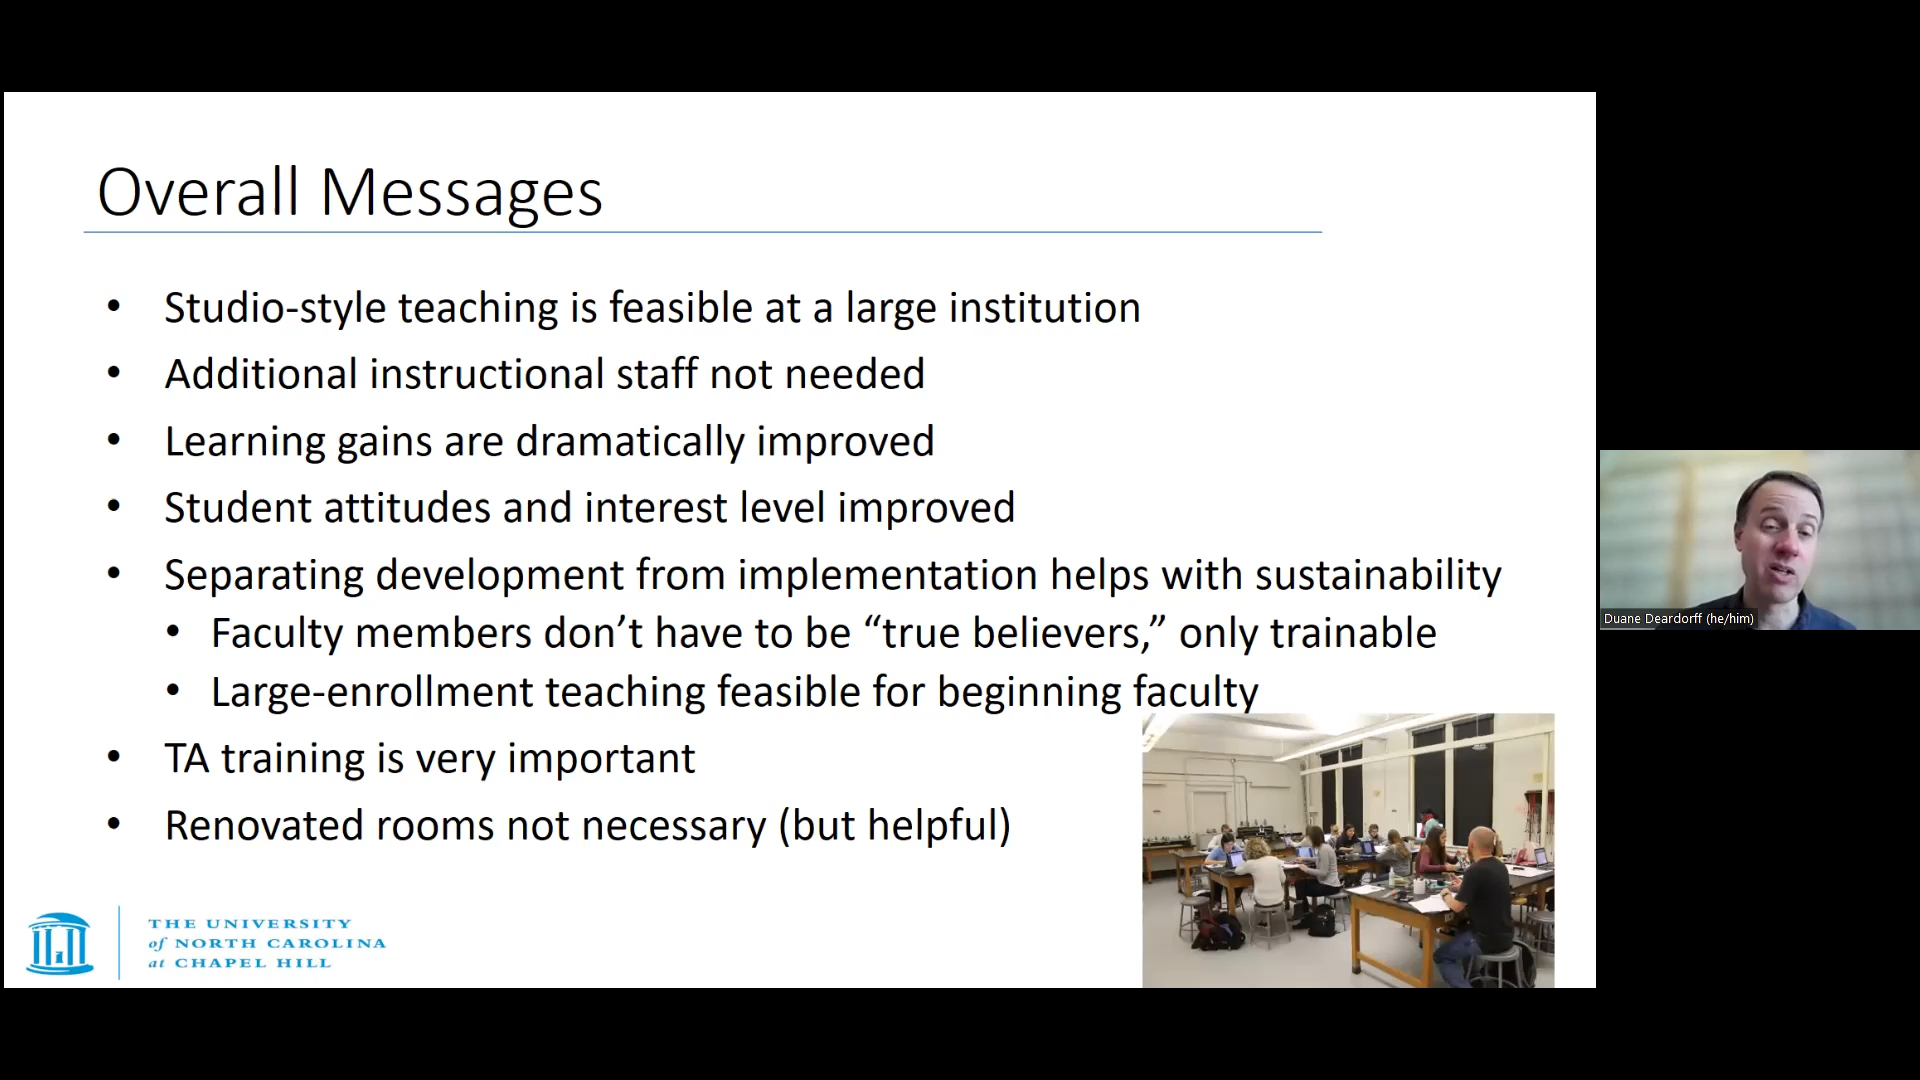 Overall Messages
• Studio-style teaching is feasible at a large institution
• Additional instructional staff not needed
• Learning gains are dramatically improved
• Student attitudes and interest level improved
• Separating development from implementation helps with sustainability
• Faculty members don’t have to be “true believers,” only trainable
• Large-enrollment teaching feasible for beginning faculty
• TA training is very important
• Renovated rooms not necessary (but helpful)
THE UNIVERSITY
of NORTH CAROLINA
at CHAPEL HILL
Duane Deardorff (he/him)